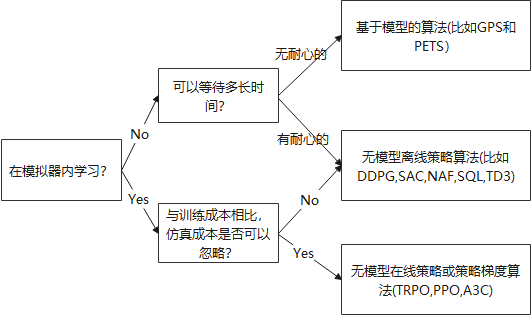 无耐心的
基于模型的算法(比如GPS和
PETS）
可以等待多长时
间?
No
有耐心的
在模拟器内学习?
无模型离线策略算法(比如
DDPG,SAC,NAF,SQL,TD3)
Yes
No
与训练成本相比,
仿真成本是否可以
忽略?
Yes
无模型在线策略或策略梯度算
法(TRPO,PPO,A3C)